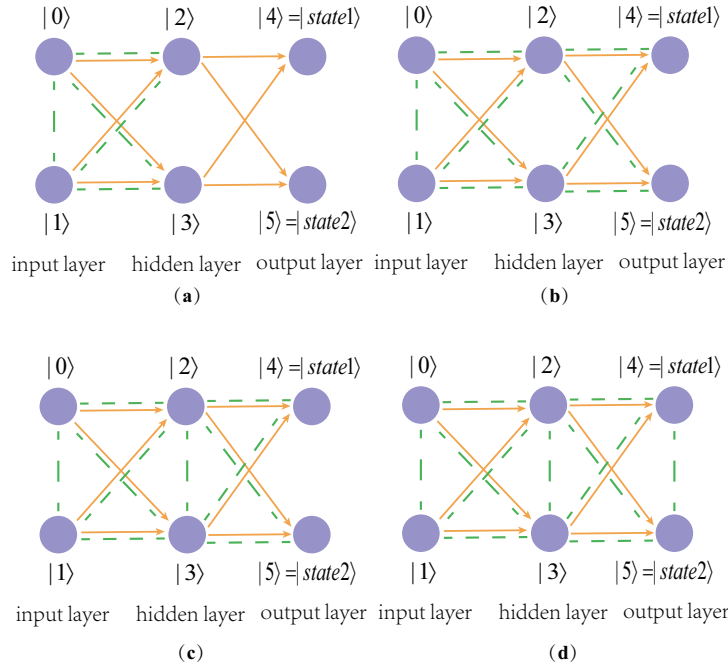 |0⟩ |2⟩ |4⟩=|state1⟩
|1⟩ |3⟩ |5⟩=|state2⟩
input layer hidden layer output layer
(a)
|0⟩ |2⟩ |4⟩=|state1⟩
|1⟩ |3⟩ |5⟩=|state2⟩
input layer hidden layer output layer
(b)
|0⟩ |2⟩ |4⟩=|state1⟩
|1⟩ |3⟩ |5⟩=|state2⟩
input layer hidden layer output layer
(c)
|0⟩ |2⟩ |4⟩=|state1⟩
|1⟩ |3⟩ |5⟩=|state2⟩
input layer hidden layer output layer
(d)